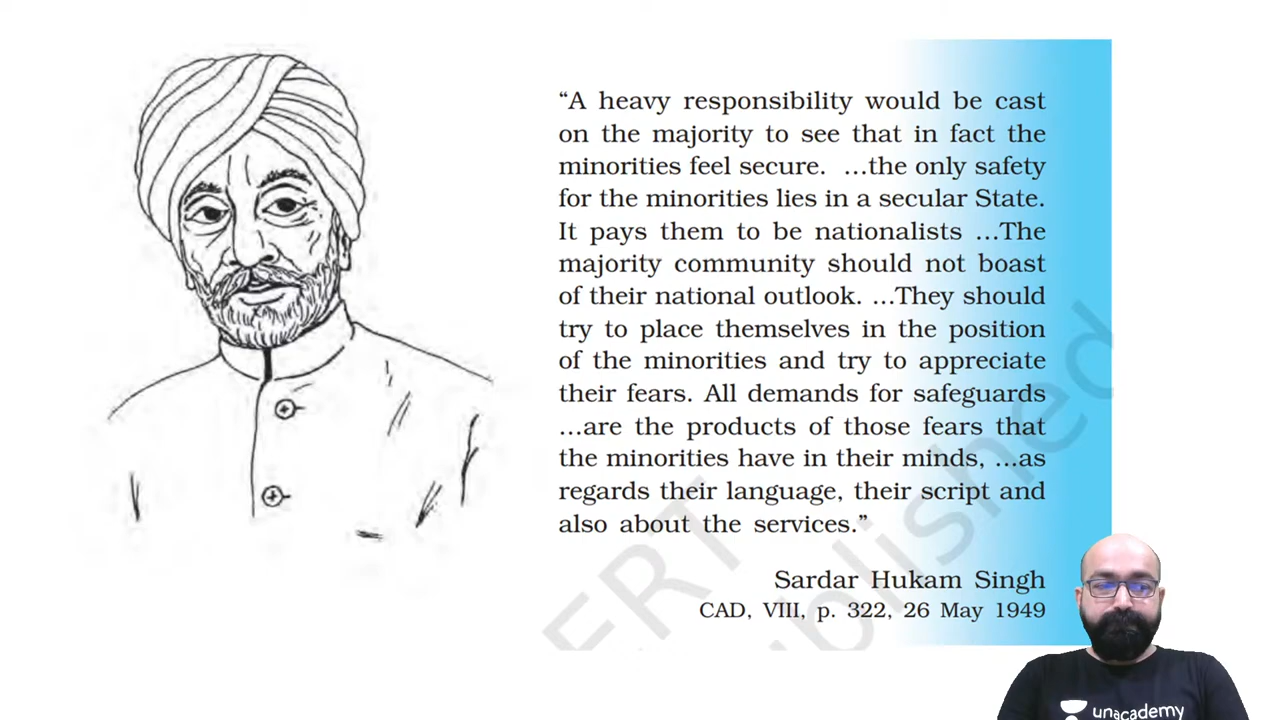 “A heavy responsibility would be cast
on the majority to see that in fact the
minorities feel secure. ...the only safety
for the minorities lies in a secular State.
It pays them to be nationalists ...The
majority community should not boast
of their national outlook. ...They should
try to place themselves in the position
of the minorities and try to appreciate
their fears. All demands for safeguards
...are the products of those fears that
the minorities have in their minds, ...as
regards their language, their script and
also about the services.”
Sardar Hukam Singh
CAD, VIII, p. 322, 26 May 1949
ERT
ublished
unacademy